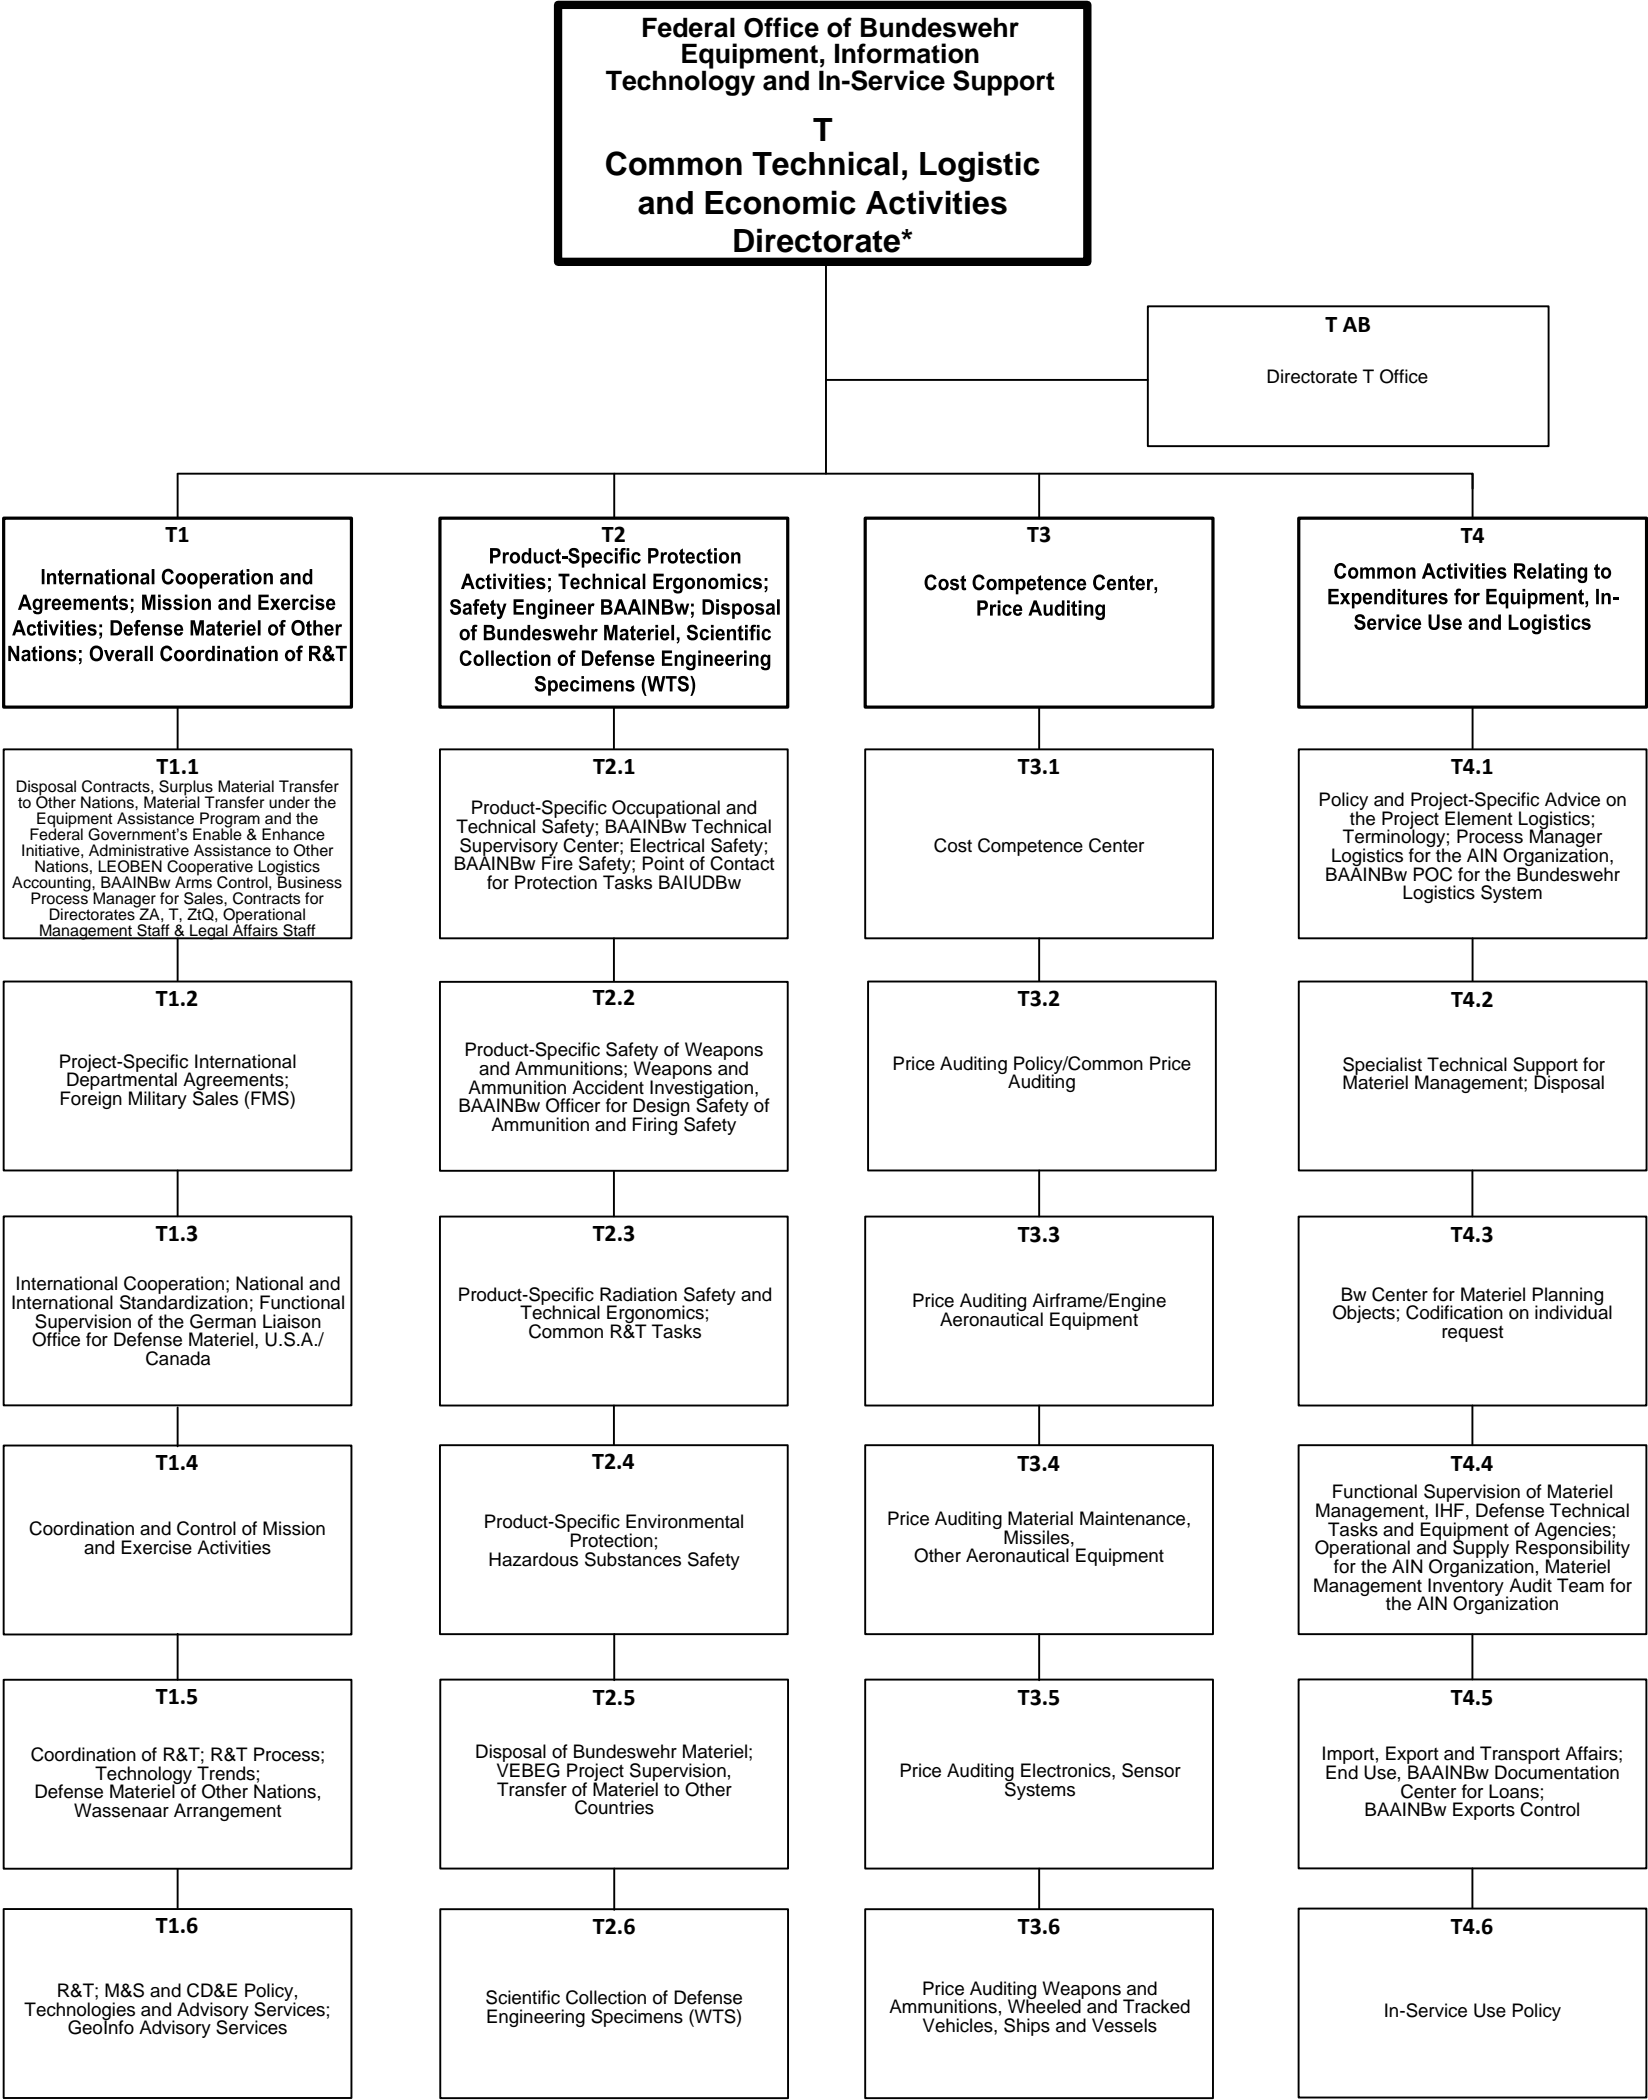 Federal Office of Bundeswehr
Equipment, Information
Technology and In-Service Support
T
Common Technical, Logistic
and Economic Activities
Directorate*
T AB
Directorate T Office
T1
International Cooperation and
Agreements; Mission and Exercise
Activities; Defense Materiel of Other
Nations; Overall Coordination of R&T
T2
Product-Specific Protection
Activities; Technical Ergonomics;
Safety Engineer BAAINBw; Disposal
of Bundeswehr Materiel, Scientific
Collection of Defense Engineering
Specimens (WTS)
T3
Cost Competence Center,
Price Auditing
T4
Common Activities Relating to
Expenditures for Equipment, In-
Service Use and Logistics
T1.1
Disposal Contracts, Surplus Material Transfer
to Other Nations, Material Transfer under the
Equipment Assistance Program and the
Federal Government's Enable & Enhance
Initiative, Administrative Assistance to Other
Nations, LEOBEN Cooperative Logistics
Accounting, BAAINBw Arms Control, Business
Process Manager for Sales, Contracts for
Directorates ZA, T, ZtQ, Operational
Management Staff & Legal Affairs Staff
T2.1
Product-Specific Occupational and
Technical Safety; BAAINBw Technical
Supervisory Center; Electrical Safety;
BAAINBw Fire Safety; Point of Contact
for Protection Tasks BAIUDBw
T3.1
Cost Competence Center
T4.1
Policy and Project-Specific Advice on
the Project Element Logistics;
Terminology; Process Manager
Logistics for the AIN Organization,
BAAINBw POC for the Bundeswehr
Logistics System
T1.2
Project-Specific International
Departmental Agreements;
Foreign Military Sales (FMS)
T2.2
Product-Specific Safety of Weapons
and Ammunitions; Weapons and
Ammunition Accident Investigation,
BAAINBw Officer for Design Safety of
Ammunition and Firing Safety
T3.2
Price Auditing Policy/Common Price
Auditing
T4.2
Specialist Technical Support for
Materiel Management; Disposal
T1.3
International Cooperation; National and
International Standardization; Functional
Supervision of the German Liaison
Office for Defense Materiel, U.S.A./
Canada
T2.3
Product-Specific Radiation Safety and
Technical Ergonomics;
Common R&T Tasks
T3.3
Price Auditing Airframe/Engine
Aeronautical Equipment
T4.3
Bw Center for Materiel Planning
Objects; Codification on individual
request
T1.4
Coordination and Control of Mission
and Exercise Activities
T2.4
Product-Specific Environmental
Protection;
Hazardous Substances Safety
T3.4
Price Auditing Material Maintenance,
Missiles,
Other Aeronautical Equipment
T4.4
Functional Supervision of Materiel
Management, IHF, Defense Technical
Tasks and Equipment of Agencies;
Operational and Supply Responsibility
for the AIN Organization, Materiel
Management Inventory Audit Team for
the AIN Organization
T1.5
Coordination of R&T; R&T Process;
Technology Trends;
Defense Materiel of Other Nations,
Wassenaar Arrangement
T2.5
Disposal of Bundeswehr Materiel;
VEBEG Project Supervision,
Transfer of Materiel to Other
Countries
T3.5
Price Auditing Electronics, Sensor
Systems
T4.5
Import, Export and Transport Affairs;
End Use, BAAINBw Documentation
Center for Loans;
BAAINBw Exports Control
T1.6
R&T; M&S and CD&E Policy,
Technologies and Advisory Services;
GeoInfo Advisory Services
T2.6
Scientific Collection of Defense
Engineering Specimens (WTS)
T3.6
Price Auditing Weapons and
Ammunitions, Wheeled and Tracked
Vehicles, Ships and Vessels
T4.6
In-Service Use Policy